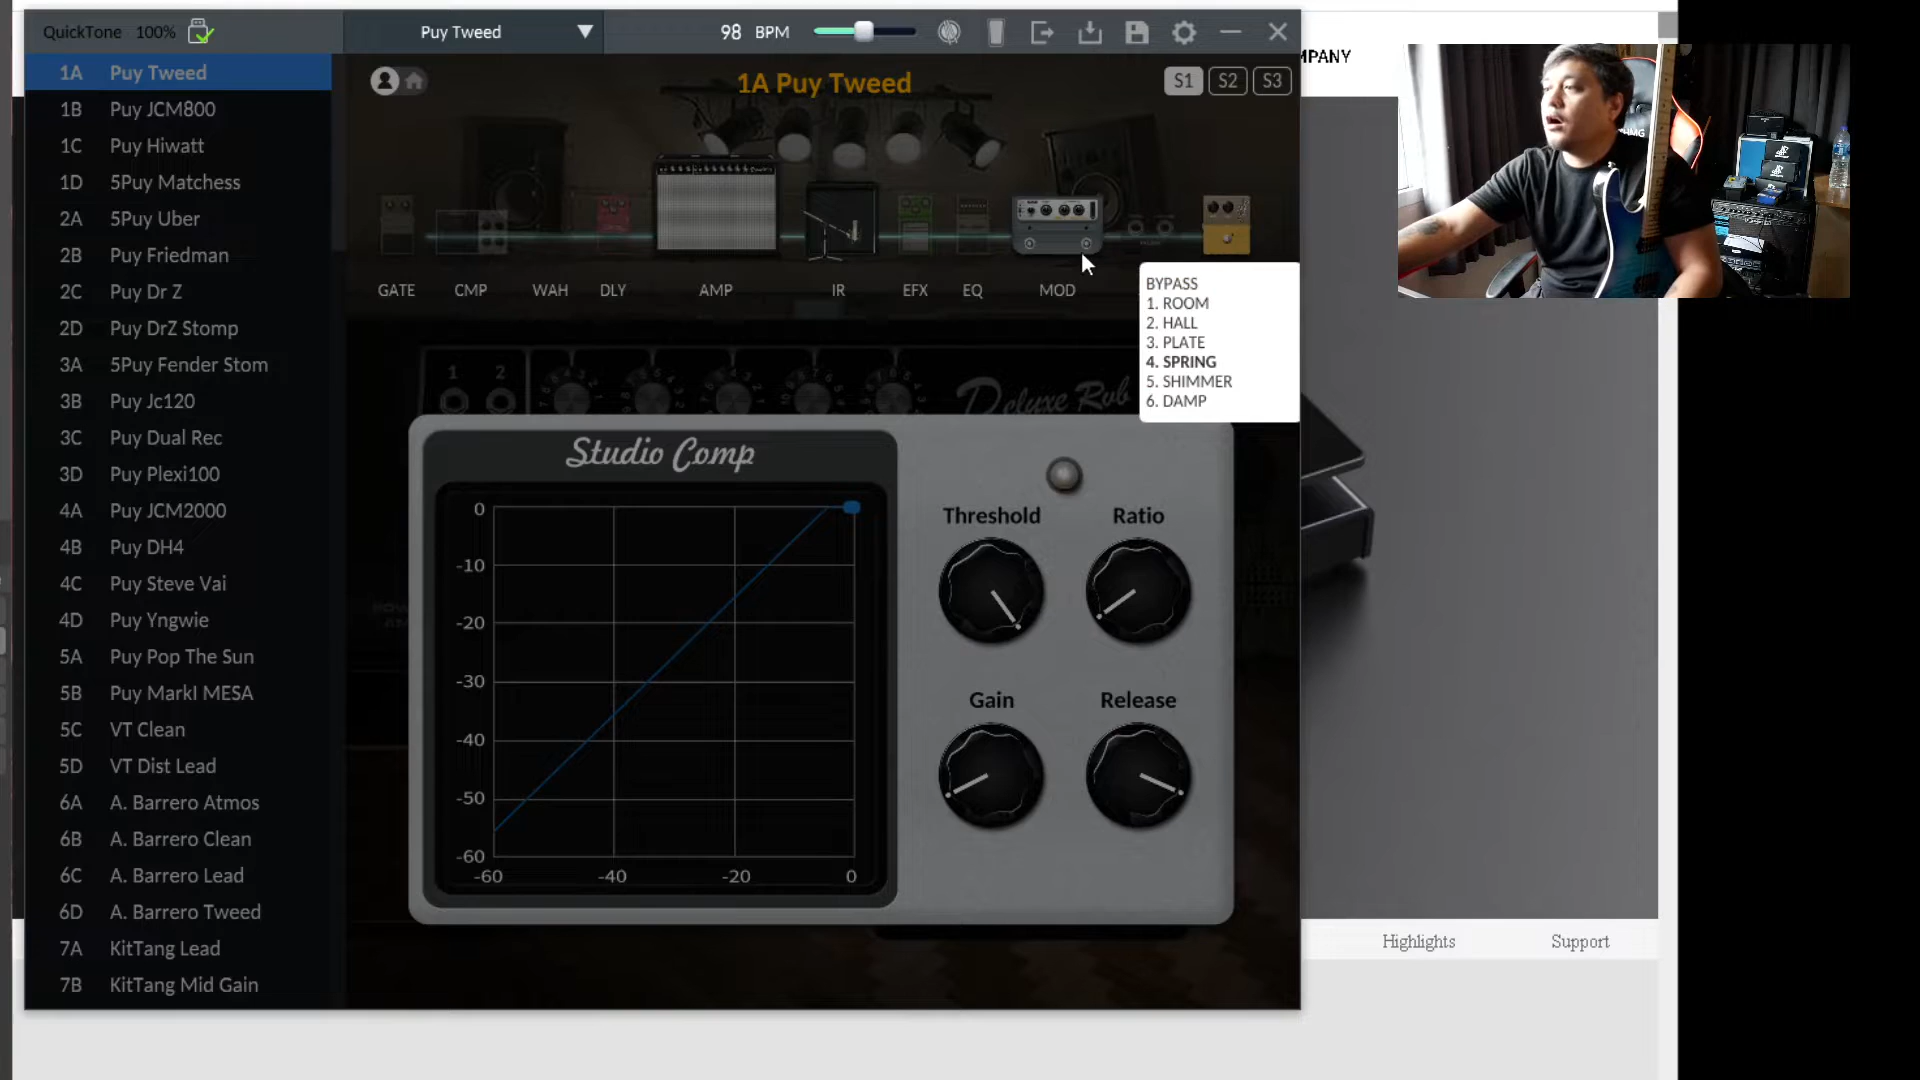 QuickTone 100%
Puy Tweed
98 BPM
1A Puy Tweed
S1 S2 S3
MPANY
1A Puy Tweed
1B Puy JCM800
1C Puy Hiwatt
1D 5Puy Matchess
2A 5Puy Uber
2B Puy Friedman
2C Puy Dr Z
2D Puy DrZ Stomp
3A 5Puy Fender Stom
3B Puy Jc120
3C Puy Dual Rec
3D Puy Plexi100
4A Puy JCM2000
4B Puy DH4
4C Puy Steve Vai
4D Puy Yngwie
5A Puy Pop The Sun
5B Puy MarkI MESA
5C VT Clean
5D VT Dist Lead
6A A. Barrero Atmos
6B A. Barrero Clean
6C A. Barrero Lead
6D A. Barrero Tweed
7A KitTang Lead
7B KitTang Mid Gain
GATE CMP WAH DLY AMP IR EFX EQ MOD
BYPASS
1. ROOM
2. HALL
3. PLATE
4. SPRING
5. SHIMMER
6. DAMP
1 2
Deluxe Rvb
Studio Comp
0
-10
-20
-30
-40
-50
-60
-60 -40 -20 0
Threshold Ratio
Gain Release
Highlights Support